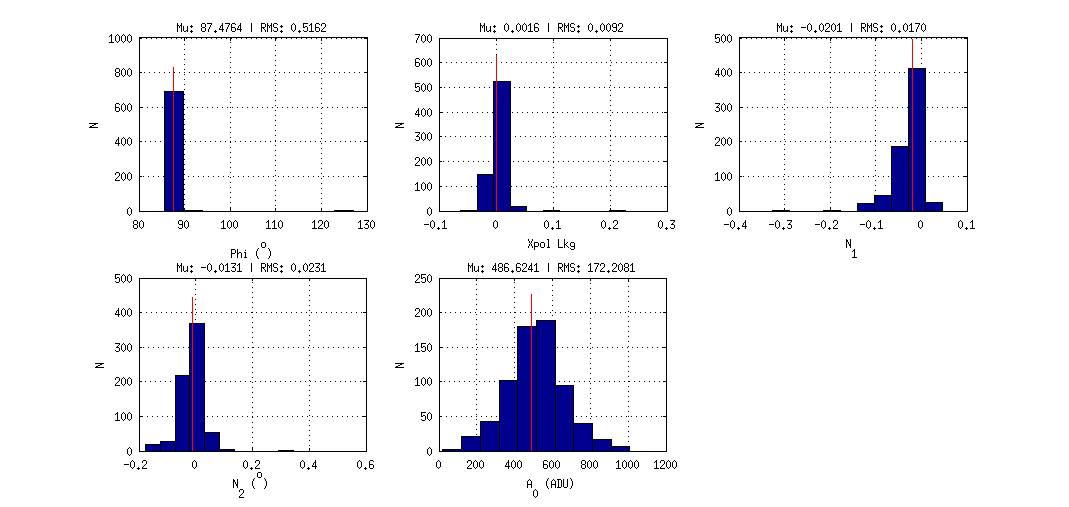 Mu: 87.4764 | RMS: 0.5162
1000
800
600
400
200
0
N
80 90 100 110 120 130
Phi (o)
Mu: 0.0016 | RMS: 0.0092
700
600
500
400
300
200
100
0
N
-0.1 0 0.1 0.2 0.3
Xpol Lkg
Mu: -0.0201 | RMS: 0.0170
500
400
300
200
100
0
N
-0.4 -0.3 -0.2 -0.1 0 0.1
N1
Mu: -0.0131 | RMS: 0.0231
500
400
300
200
100
0
N
-0.2 0 0.2 0.4 0.6
N2 (o)
Mu: 486.6241 | RMS: 172.2081
250
200
150
100
50
0
N
0 200 400 600 800 1000 1200
A0 (ADU)